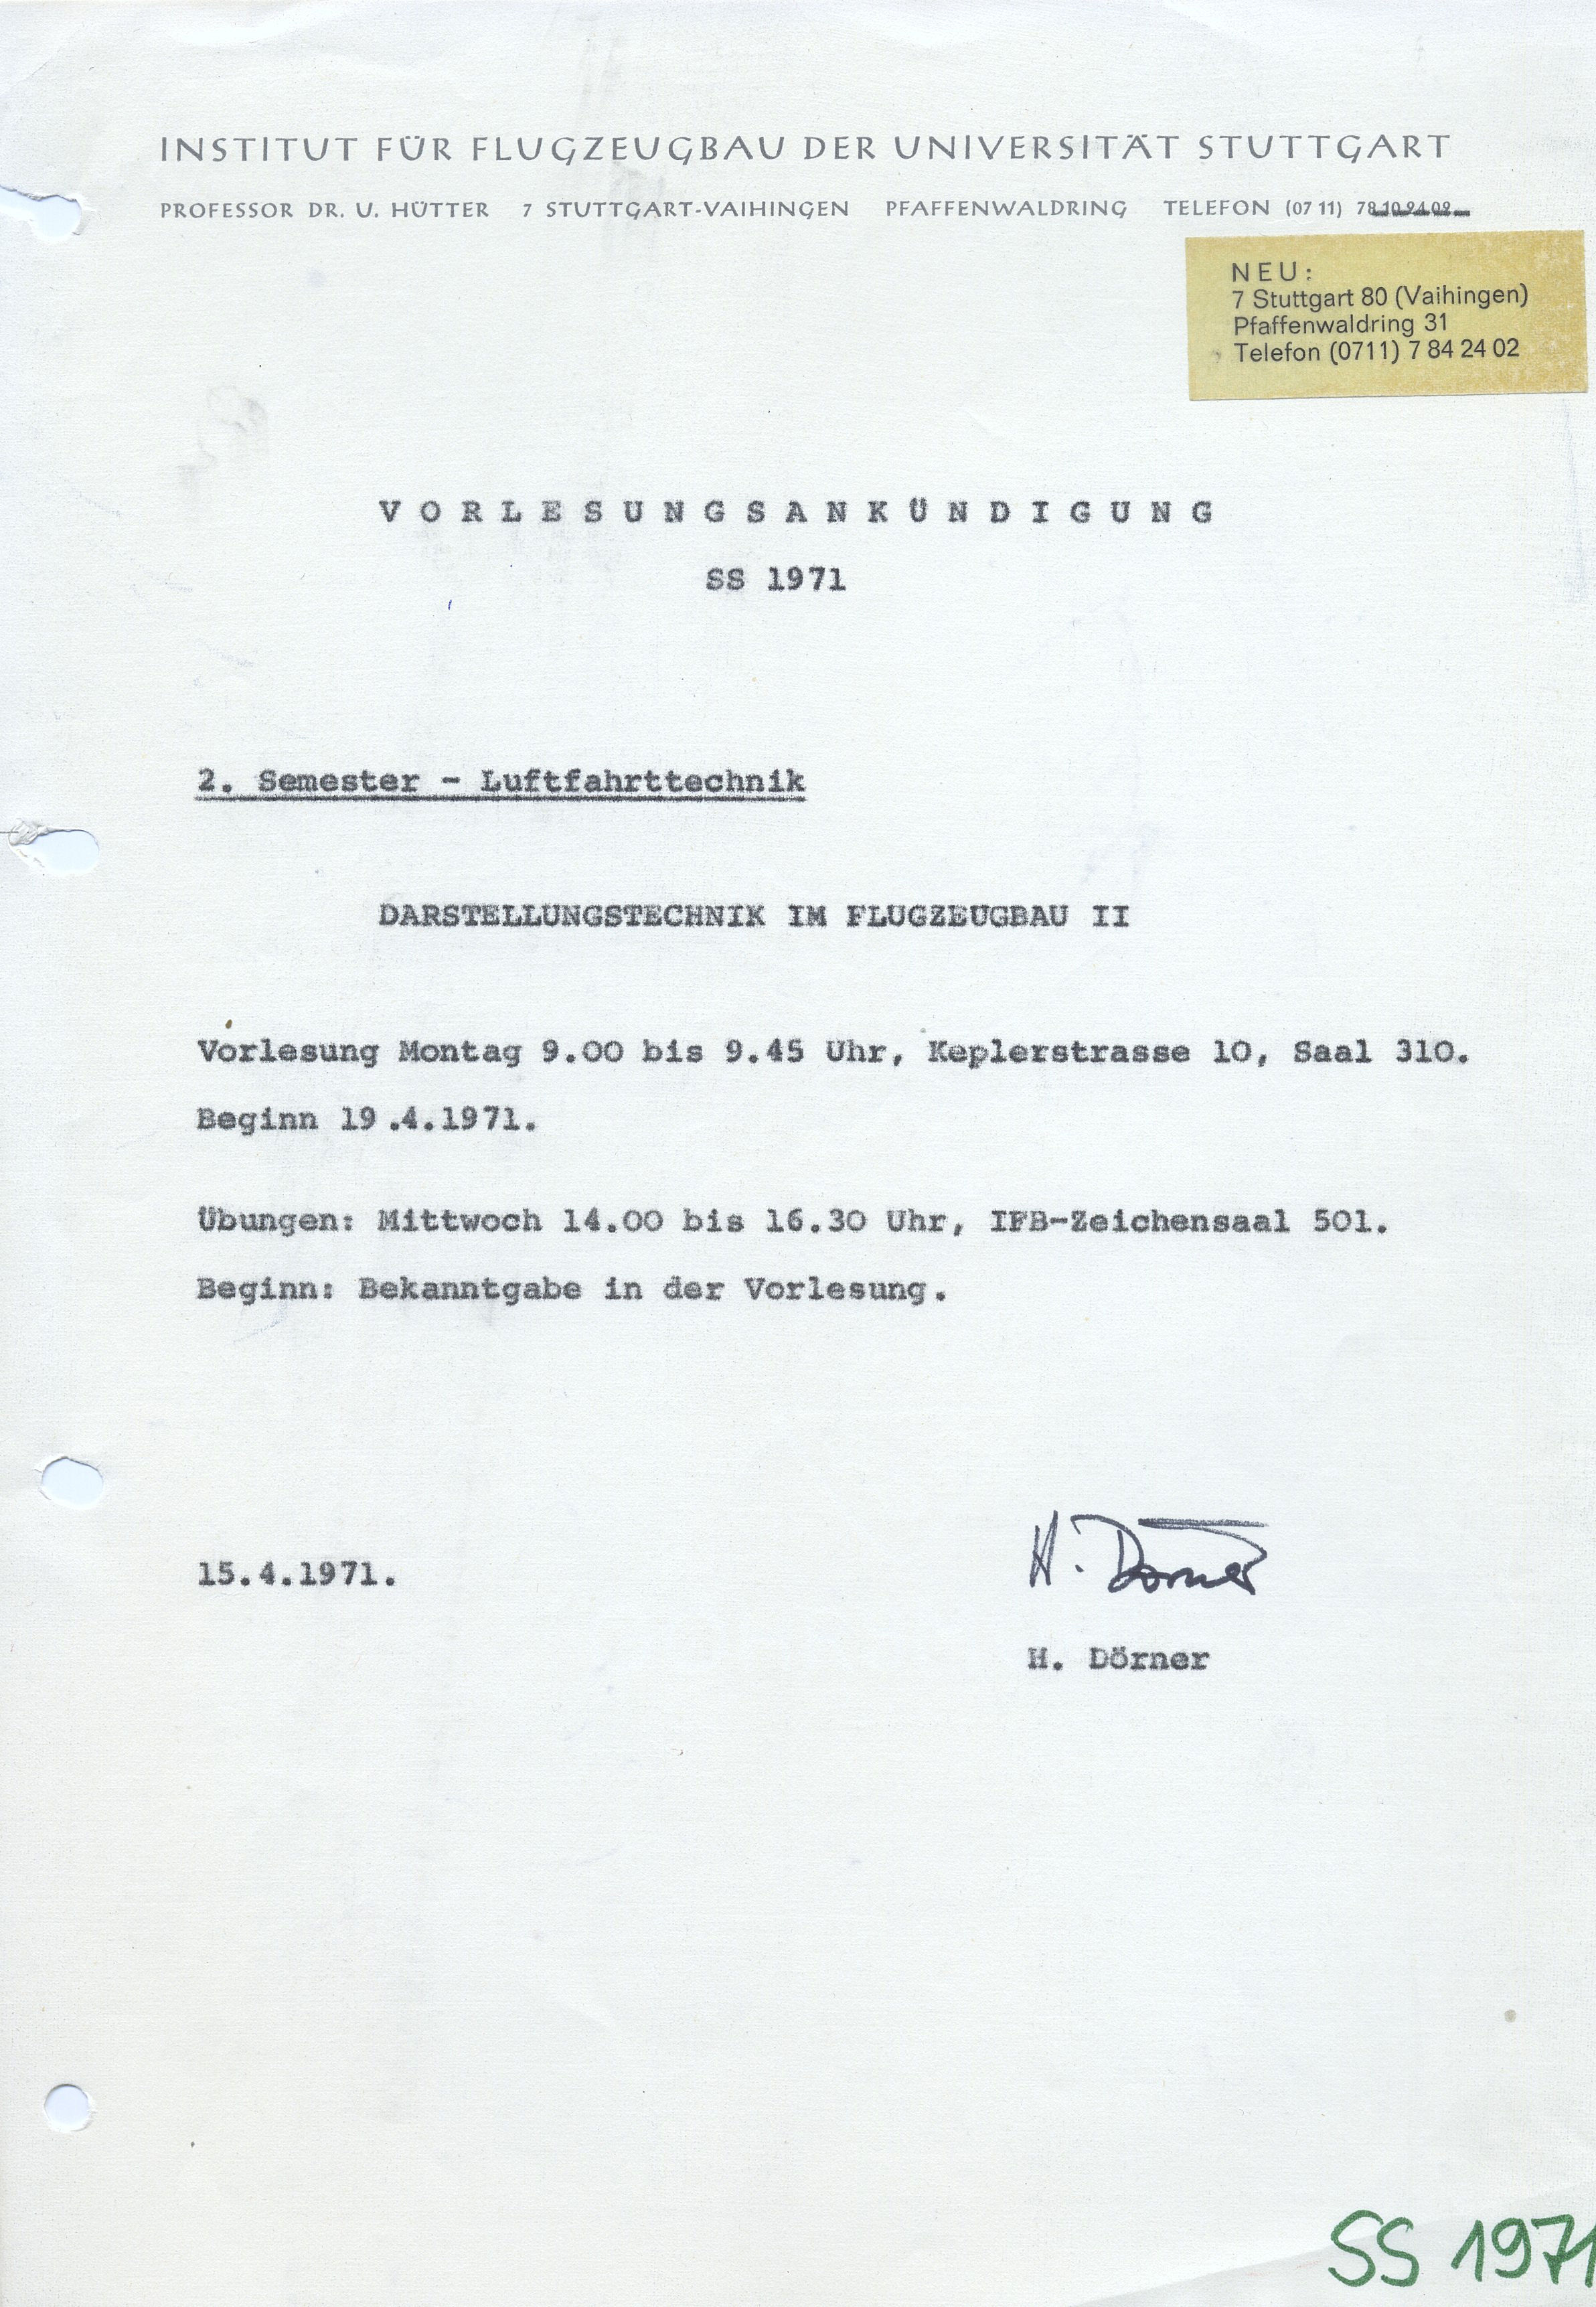 INSTITUT FÜR FLUGZEUGBAU DER UNIVERSITÄT STUTTGART
PROFESSOR DR. U. HÜTTER 7 STUTTGART-VAIHINGEN PFAFFENWALDRING TELEFON (07 11) 78
NEU:
7 Stuttgart 80 (Vaihingen)
Pfaffenwaldring 31
Telefon (0711) 7 84 24 02
VORLESUNGSANKÜNDIGUNG
SS 1971
2. Semester - Luftfahrttechnik
DARSTELLUNGSTECHNIK IM FLUGZEUGBAU II
Vorlesung Montag 9.00 bis 9.45 Uhr, Keplerstrasse 10, Saal 310.
Beginn 19.4.1971.
Übungen: Mittwoch 14.00 bis 16.30 Uhr, IFB-Zeichensaal 501.
Beginn: Bekanntgabe in der Vorlesung.
H. Dörner
15.4.1971.
H. Dörner
SS 1971